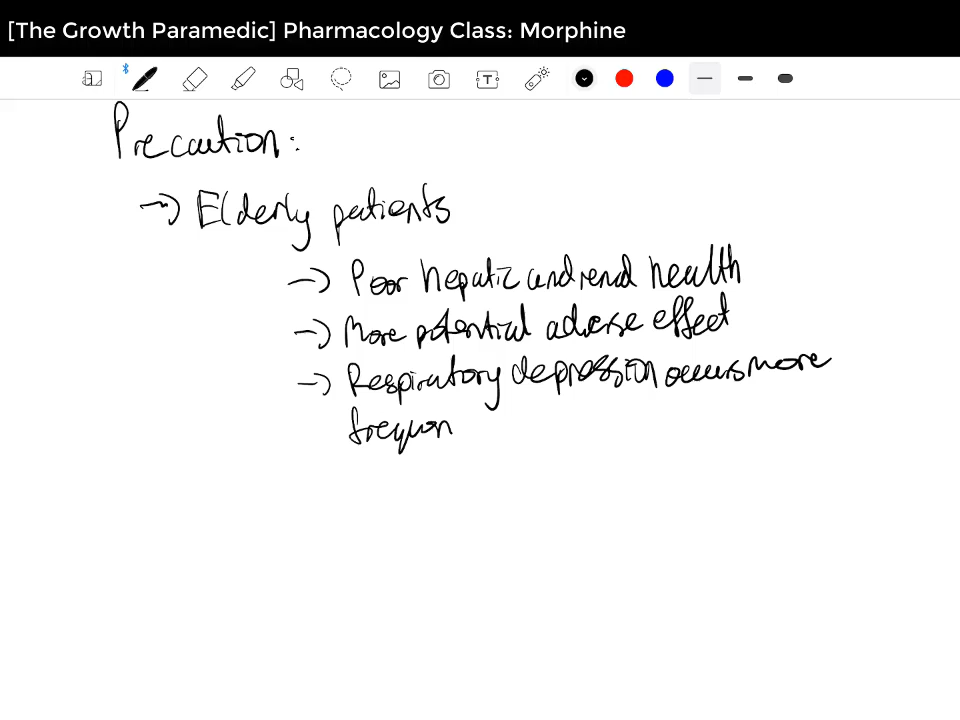 [The Growth Paramedic] Pharmacology Class: Morphine
Precaution:
→ Elderly patients
→ Poor hepatic and renal health
→ More potential adverse effect
→ Respiratory depression occurs more
frequen